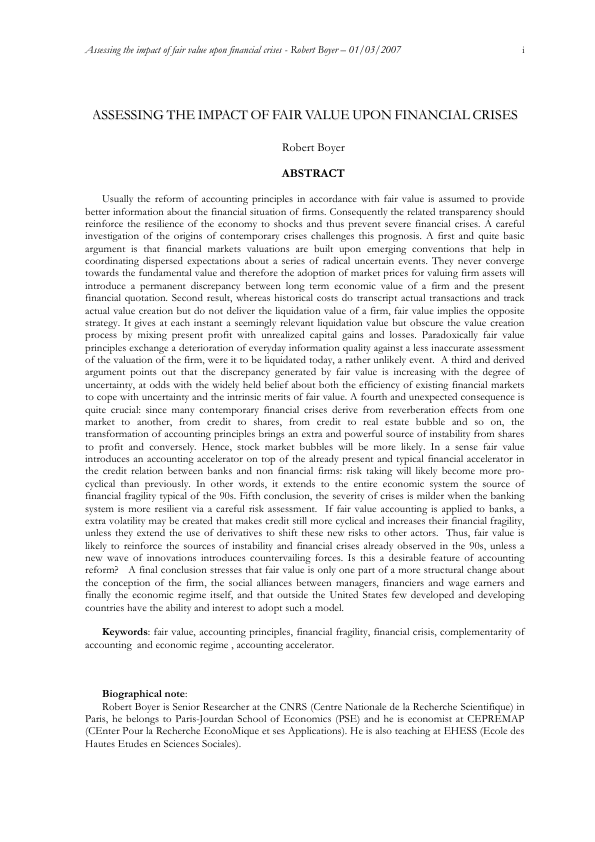 Assessing the impact of fair value upon financial crises - Robert Boyer – 01/03/2007 i
ASSESSING THE IMPACT OF FAIR VALUE UPON FINANCIAL CRISES
Robert Boyer
ABSTRACT
Usually the reform of accounting principles in accordance with fair value is assumed to provide
better information about the financial situation of firms. Consequently the related transparency should
reinforce the resilience of the economy to shocks and thus prevent severe financial crises. A careful
investigation of the origins of contemporary crises challenges this prognosis. A first and quite basic
argument is that financial markets valuations are built upon emerging conventions that help in
coordinating dispersed expectations about a series of radical uncertain events. They never converge
towards the fundamental value and therefore the adoption of market prices for valuing firm assets will
introduce a permanent discrepancy between long term economic value of a firm and the present
financial quotation. Second result, whereas historical costs do transcript actual transactions and track
actual value creation but do not deliver the liquidation value of a firm, fair value implies the opposite
strategy. It gives at each instant a seemingly relevant liquidation value but obscure the value creation
process by mixing present profit with unrealized capital gains and losses. Paradoxically fair value
principles exchange a deterioration of everyday information quality against a less inaccurate assessment
of the valuation of the firm, were it to be liquidated today, a rather unlikely event. A third and derived
argument points out that the discrepancy generated by fair value is increasing with the degree of
uncertainty, at odds with the widely held belief about both the efficiency of existing financial markets
to cope with uncertainty and the intrinsic merits of fair value. A fourth and unexpected consequence is
quite crucial: since many contemporary financial crises derive from reverberation effects from one
market to another, from credit to shares, from credit to real estate bubble and so on, the
transformation of accounting principles brings an extra and powerful source of instability from shares
to profit and conversely. Hence, stock market bubbles will be more likely. In a sense fair value
introduces an accounting accelerator on top of the already present and typical financial accelerator in
the credit relation between banks and non financial firms: risk taking will likely become more pro-
cyclical than previously. In other words, it extends to the entire economic system the source of
financial fragility typical of the 90s. Fifth conclusion, the severity of crises is milder when the banking
system is more resilient via a careful risk assessment. If fair value accounting is applied to banks, a
extra volatility may be created that makes credit still more cyclical and increases their financial fragility,
unless they extend the use of derivatives to shift these new risks to other actors. Thus, fair value is
likely to reinforce the sources of instability and financial crises already observed in the 90s, unless a
new wave of innovations introduces countervailing forces. Is this a desirable feature of accounting
reform? A final conclusion stresses that fair value is only one part of a more structural change about
the conception of the firm, the social alliances between managers, financiers and wage earners and
finally the economic regime itself, and that outside the United States few developed and developing
countries have the ability and interest to adopt such a model.
Keywords: fair value, accounting principles, financial fragility, financial crisis, complementarity of
accounting and economic regime , accounting accelerator.
Biographical note:
Robert Boyer is Senior Researcher at the CNRS (Centre Nationale de la Recherche Scientifique) in
Paris, he belongs to Paris-Jourdan School of Economics (PSE) and he is economist at CEPREMAP
(CEnter Pour la Recherche EconoMique et ses Applications). He is also teaching at EHESS (Ecole des
Hautes Etudes en Sciences Sociales).